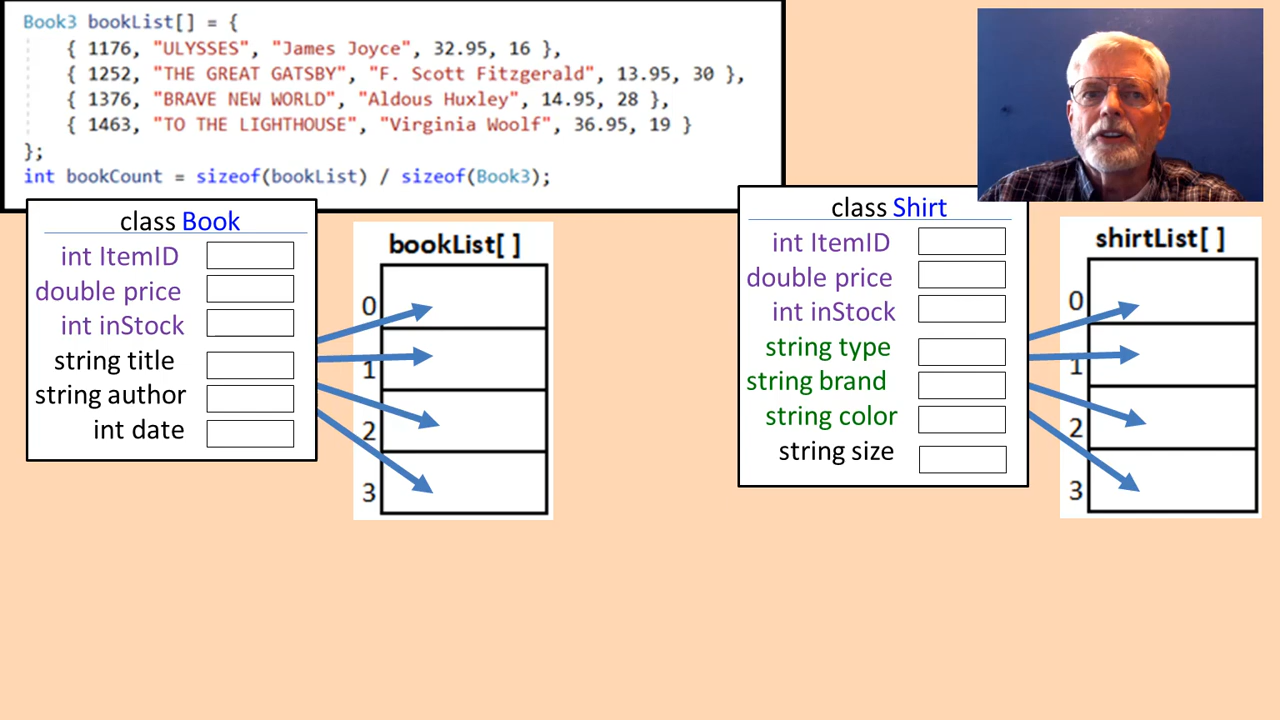 Book3 bookList[] = {
{ 1176, "ULYSSES", "James Joyce", 32.95, 16 },
{ 1252, "THE GREAT GATSBY", "F. Scott Fitzgerald", 13.95, 30 },
{ 1376, "BRAVE NEW WORLD", "Aldous Huxley", 14.95, 28 },
{ 1463, "TO THE LIGHTHOUSE", "Virginia Woolf", 36.95, 19 }
};
int bookCount = sizeof(bookList) / sizeof(Book3);
class Book
int ItemID
double price
int inStock
string title
string author
int date
bookList[ ]
0
1
2
3
class Shirt
int ItemID
double price
int inStock
string type
string brand
string color
string size
shirtList[ ]
0
1
2
3